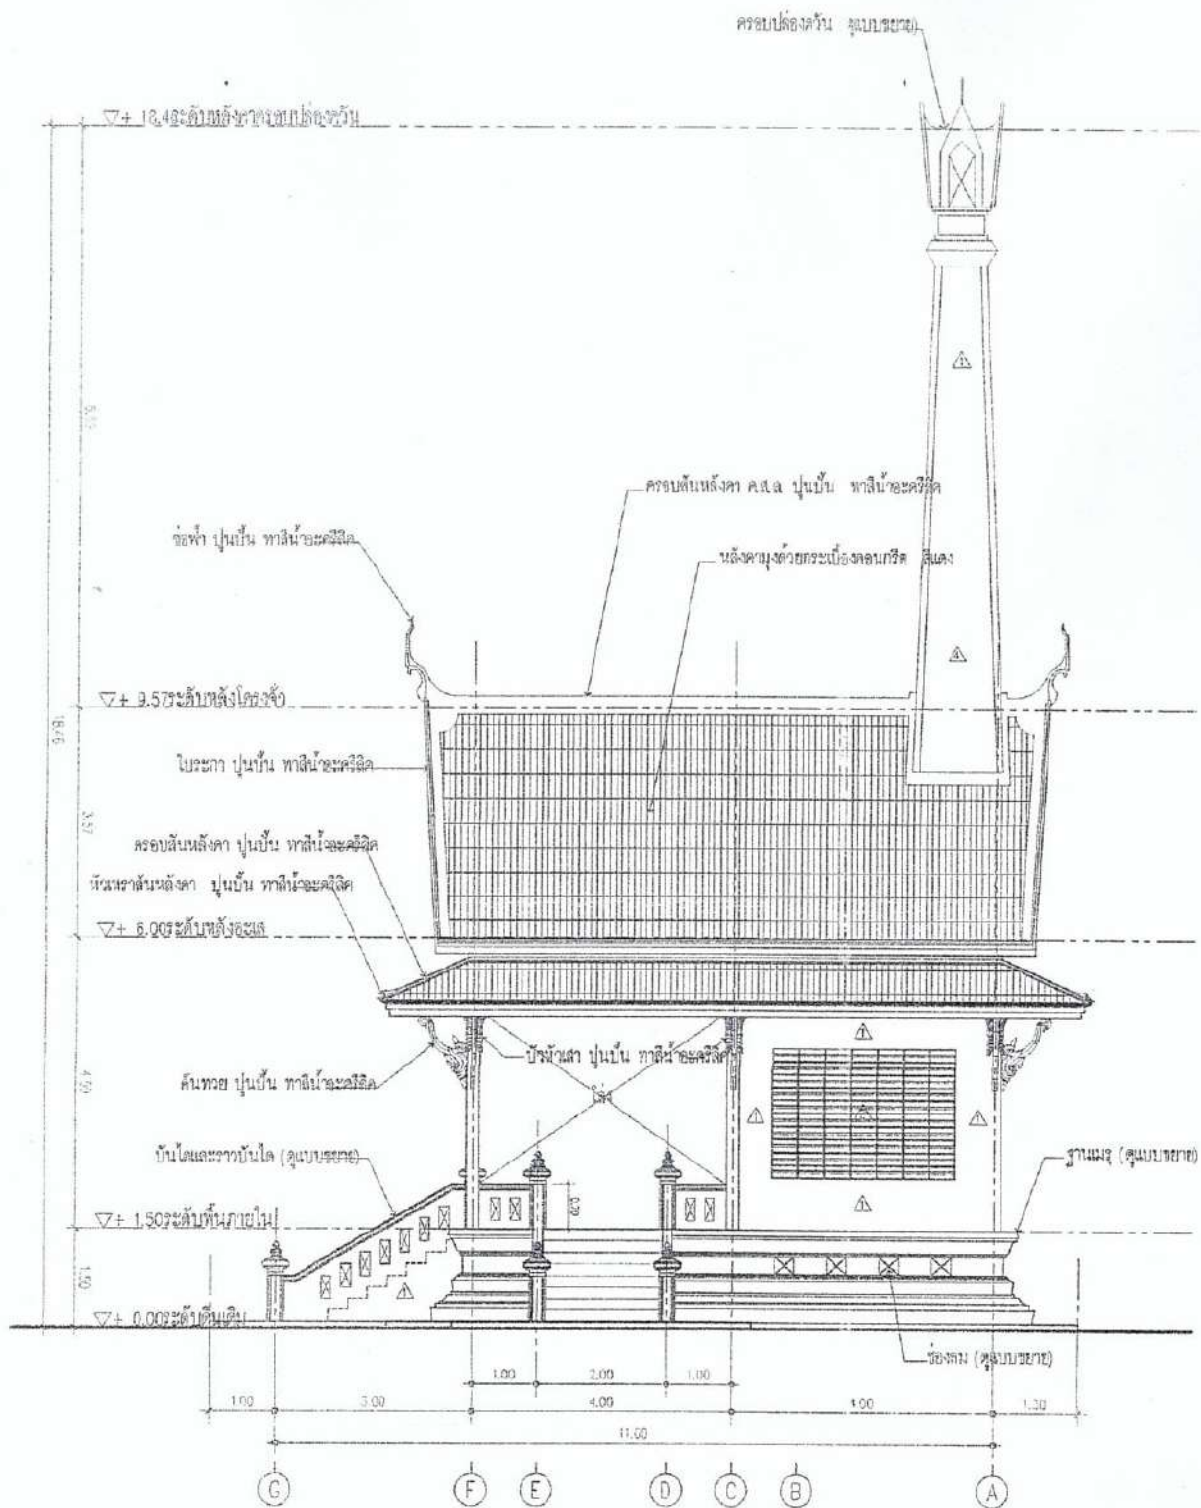 ครอบปล่องควัน (ดูแบบขยาย)
ระดับหลังคาครอบปล่องควัน
ครอบสันหลังคา ค.ส.ล ปูนปั้น ทาสีน้ำอะครีลิค
ช่อฟ้า ปูนปั้น ทาสีน้ำอะครีลิค
หลังคามุงด้วยกระเบื้องคอนกรีต สีแดง
+ 9.57ระดับหลังโครงจั่ว
ใบระกา ปูนปั้น ทาสีน้ำอะครีลิค
3.57
ครอบสันหลังคา ปูนปั้น ทาสีน้ำอะครีลิค
หัวเหราสันหลังคา ปูนปั้น ทาสีน้ำอะครีลิค
+ 6.00ระดับหลังอะเส
บัวหัวเสา ปูนปั้น ทาสีน้ำอะครีลิค
คันทวย ปูนปั้น ทาสีน้ำอะครีลิค
4.50
โล่ง
บันไดและราวบันได (ดูแบบขยาย)
ฐานเมรุ (ดูแบบขยาย)
+ 1.50ระดับพื้นภายใน
1.50
+ 0.00ระดับดินเดิม
ช่องลม (ดูแบบขยาย)
1.00 2.00 1.00
1.00 3.00 4.00 4.00
11.00
G F E D C B A